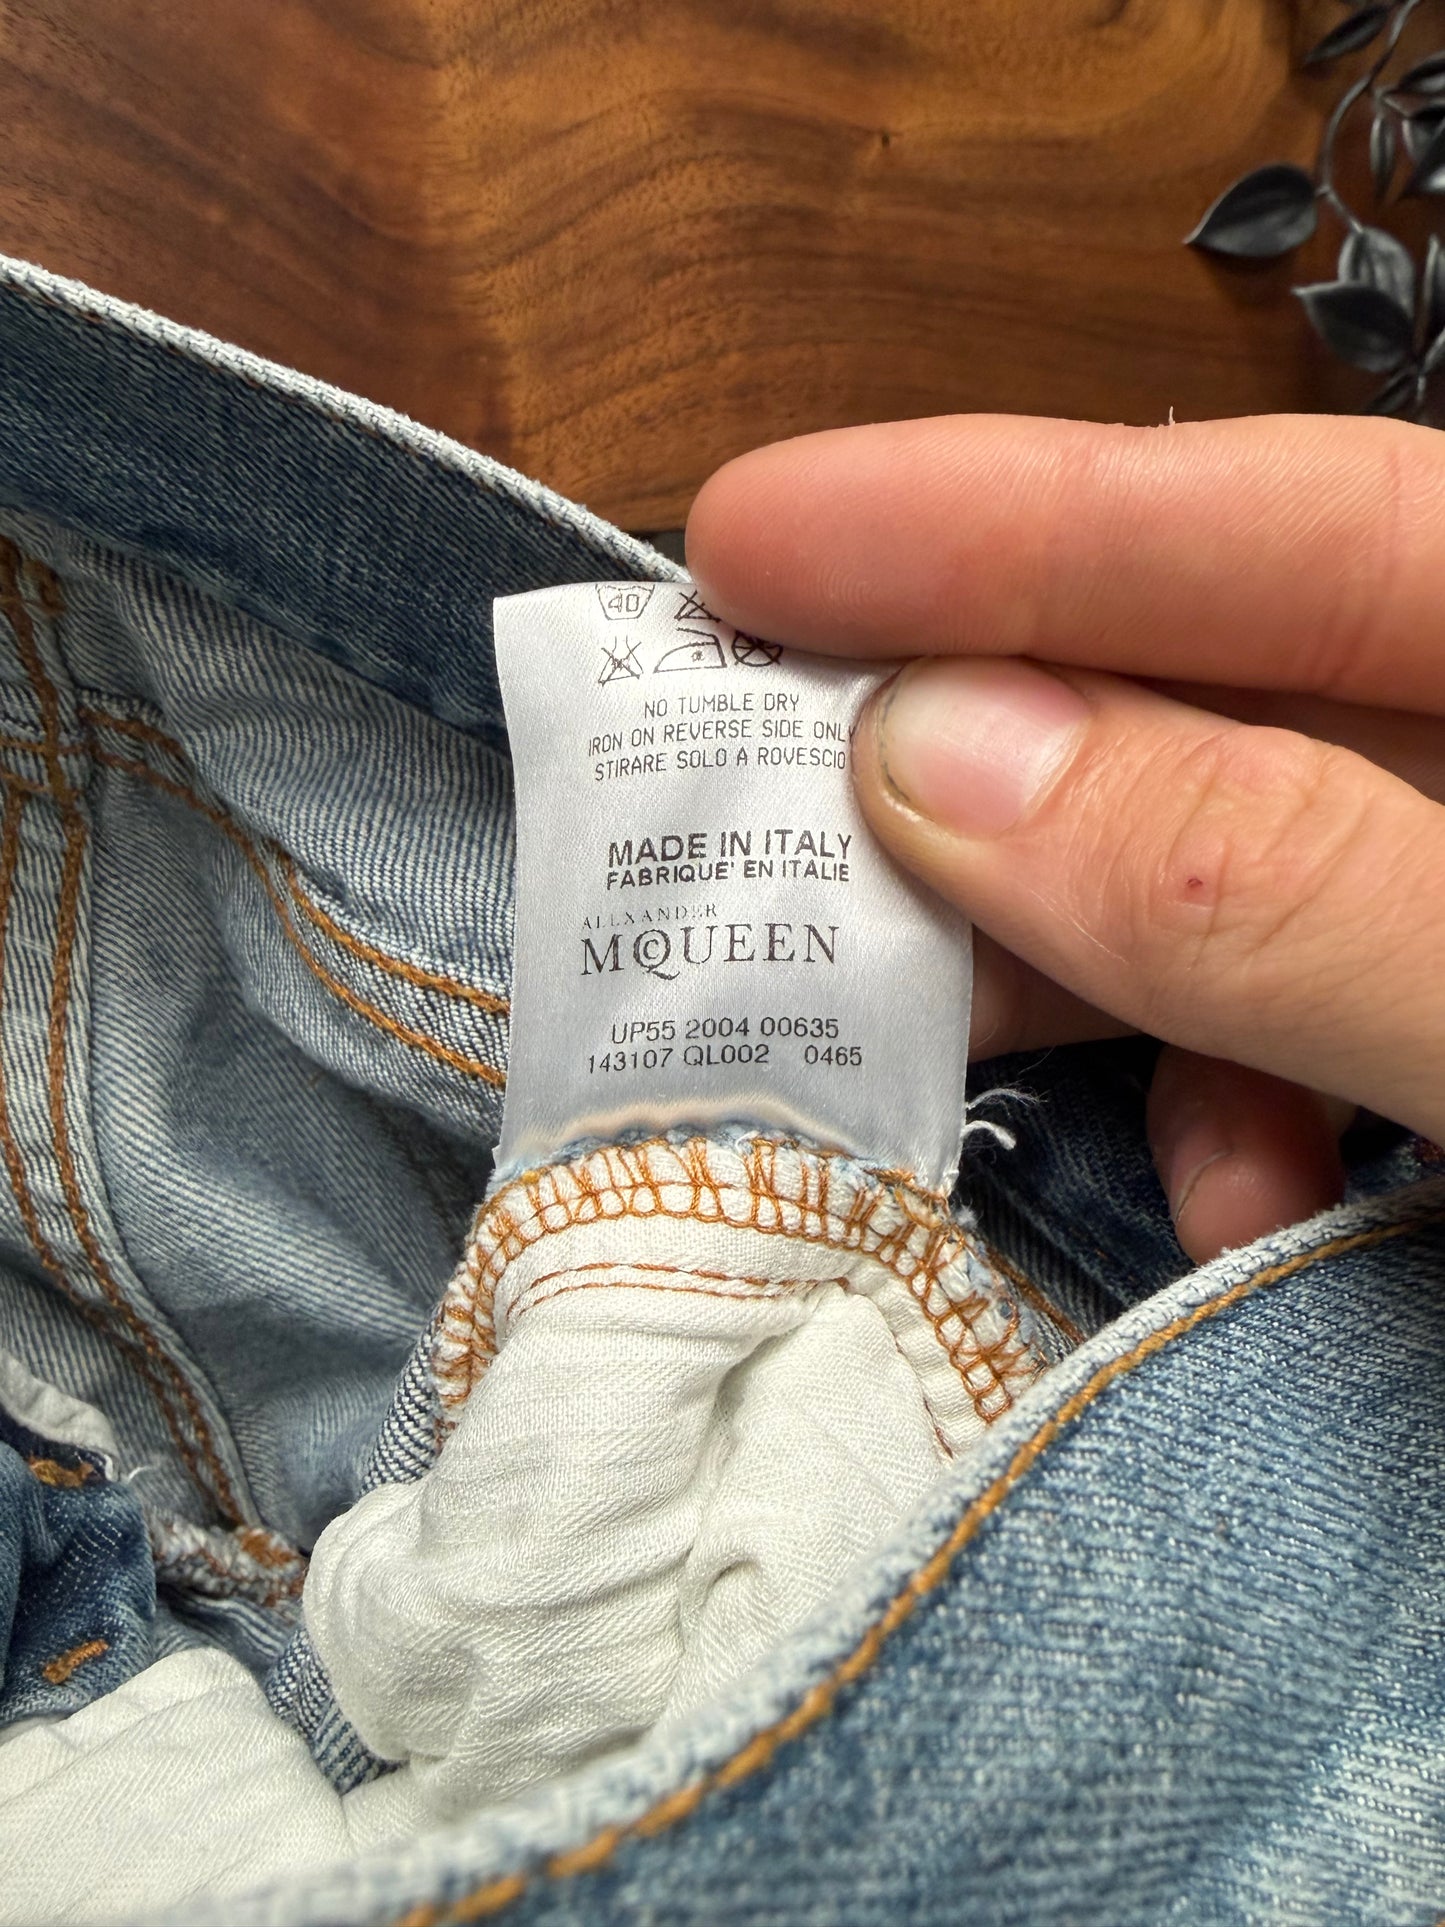 40
NO TUMBLE DRY
IRON ON REVERSE SIDE ONLY
STIRARE SOLO A ROVESCIO
MADE IN ITALY
FABRIQUE' EN ITALIE
ALEXANDER
MCQUEEN
UP55 2004 00635
143107 QL002 0465